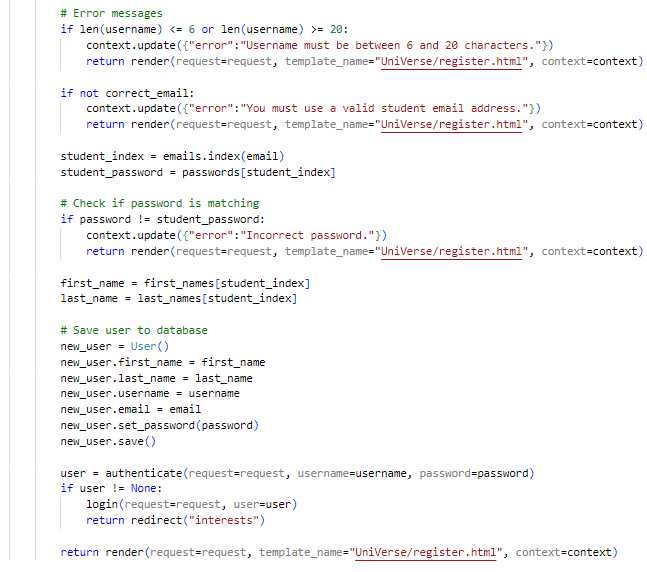 # Error messages
if len(username) <= 6 or len(username) >= 20:
context.update({"error":"Username must be between 6 and 20 characters."})
return render(request=request, template_name="UniVerse/register.html", context=context)
if not correct_email:
context.update({"error":"You must use a valid student email address."})
return render(request=request, template_name="UniVerse/register.html", context=context)
student_index = emails.index(email)
student_password = passwords[student_index]
# Check if password is matching
if password != student_password:
context.update({"error":"Incorrect password."})
return render(request=request, template_name="UniVerse/register.html", context=context)
first_name = first_names[student_index]
last_name = last_names[student_index]
# Save user to database
new_user = User()
new_user.first_name = first_name
new_user.last_name = last_name
new_user.username = username
new_user.email = email
new_user.set_password(password)
new_user.save()
user = authenticate(request=request, username=username, password=password)
if user != None:
login(request=request, user=user)
return redirect("interests")
return render(request=request, template_name="UniVerse/register.html", context=context)